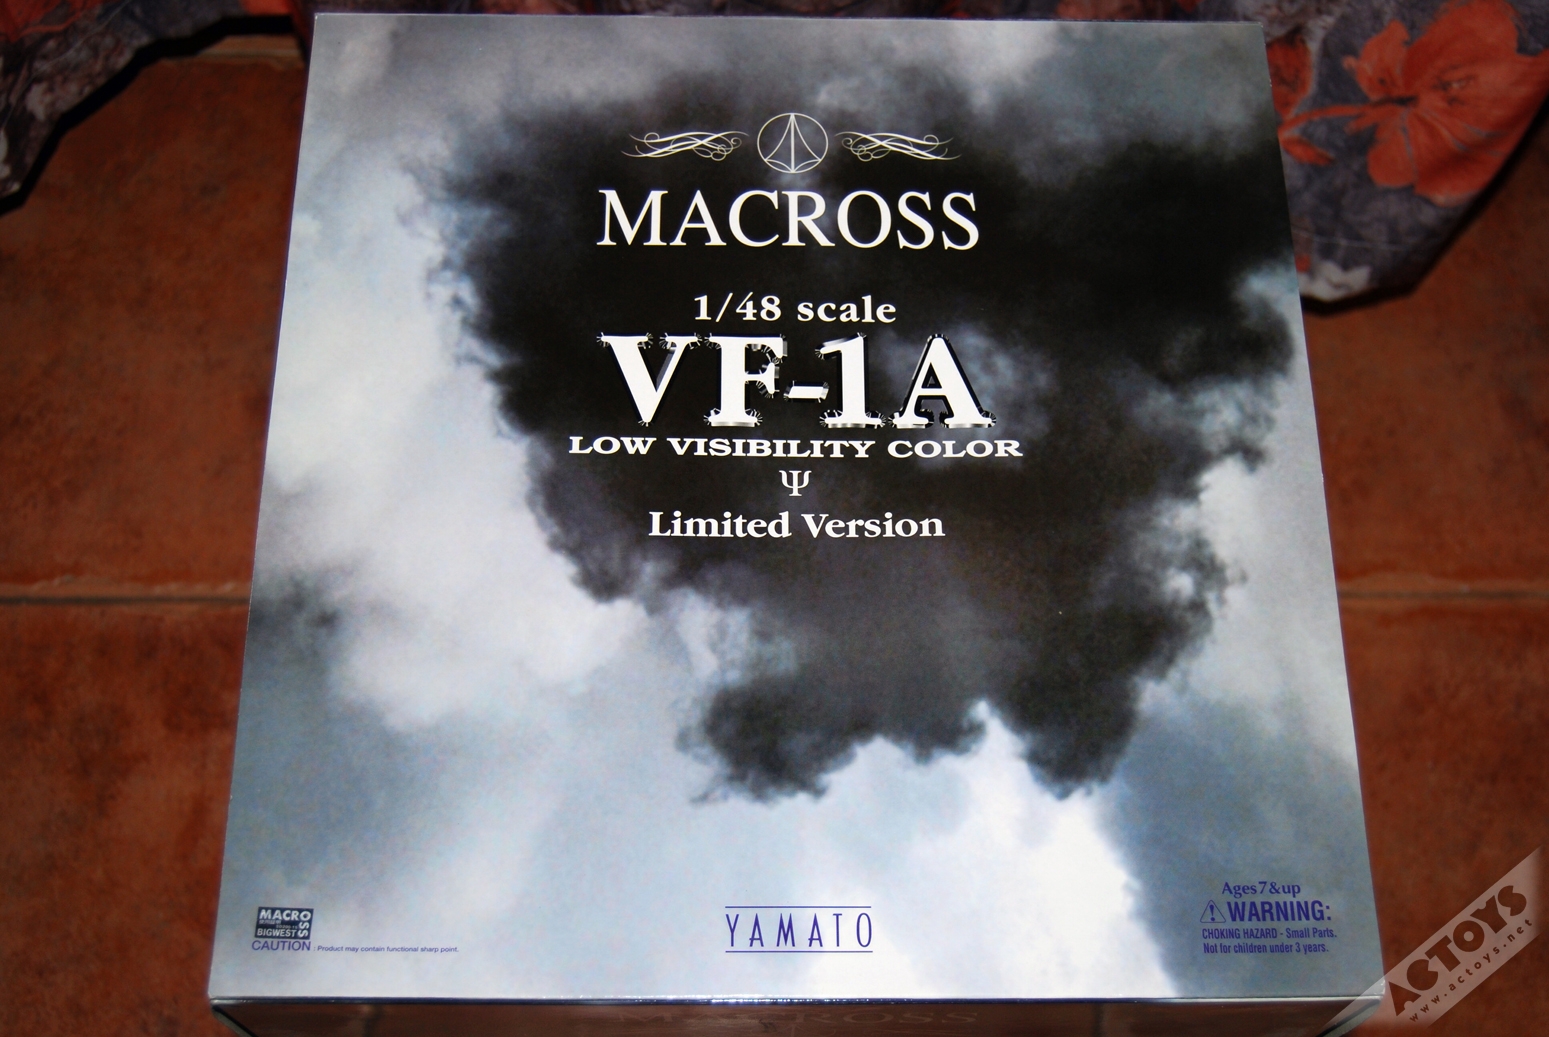 MACROSS
1/48 scale
VF-1A
LOW VISIBILITY COLOR
Ψ
Limited Version
MACROSS
BIGWEST
CAUTION : Product may contain functional sharp point.
YAMATO
Ages 7 & up
WARNING:
CHOKING HAZARD - Small Parts.
Not for children under 3 years.
MACROSS
ACTOYS
www.actoys.net